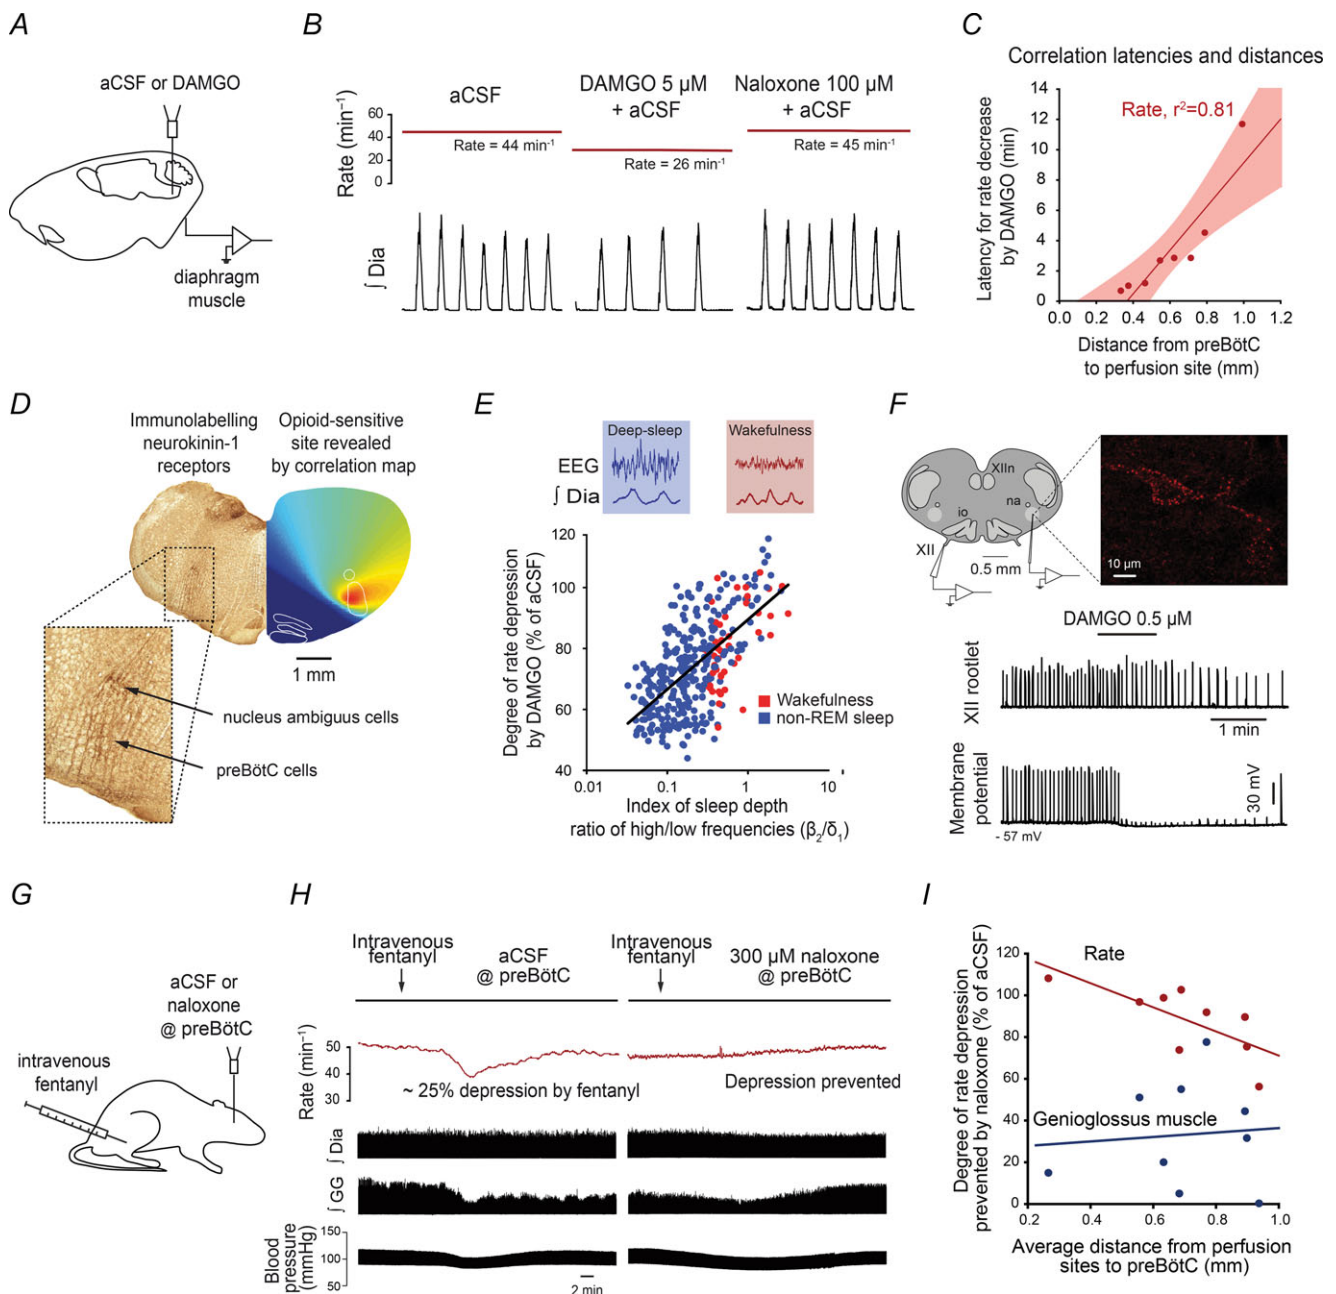 A
aCSF or DAMGO
diaphragm
muscle
B
Rate (min⁻¹)
60
40
20
0
aCSF
Rate = 44 min⁻¹
DAMGO 5 µM
+ aCSF
Rate = 26 min⁻¹
Naloxone 100 µM
+ aCSF
Rate = 45 min⁻¹
∫ Dia
C
Correlation latencies and distances
Rate, r²=0.81
Latency for rate decrease
by DAMGO (min)
14
12
10
8
6
4
2
0
0.0 0.2 0.4 0.6 0.8 1.0 1.2
Distance from preBötC
to perfusion site (mm)
D
Immunolabelling
neurokinin-1
receptors
Opioid-sensitive
site revealed
by correlation map
1 mm
nucleus ambiguus cells
preBötC cells
E
Deep-sleep
Wakefulness
EEG
∫ Dia
Degree of rate depression
by DAMGO (% of aCSF)
120
100
80
60
40
Wakefulness
non-REM sleep
0.01 0.1 1 10
Index of sleep depth
ratio of high/low frequencies (β₂/δ₁)
F
XIIn
na
io
XII
0.5 mm
10 µm
DAMGO 0.5 µM
XII rootlet
1 min
Membrane
potential
30 mV
- 57 mV
G
aCSF or
naloxone
@ preBötC
intravenous
fentanyl
H
Intravenous
fentanyl
aCSF
@ preBötC
Intravenous
fentanyl
300 µM naloxone
@ preBötC
Rate (min⁻¹)
50
40
30
~ 25% depression by fentanyl
Depression prevented
∫ Dia
∫ GG
Blood
pressure
(mmHg)
150
100
50
2 min
I
Degree of rate depression
prevented by naloxone (% of aCSF)
120
100
80
60
40
20
0
Rate
Genioglossus muscle
0.2 0.4 0.6 0.8 1.0
Average distance from perfusion
sites to preBötC (mm)